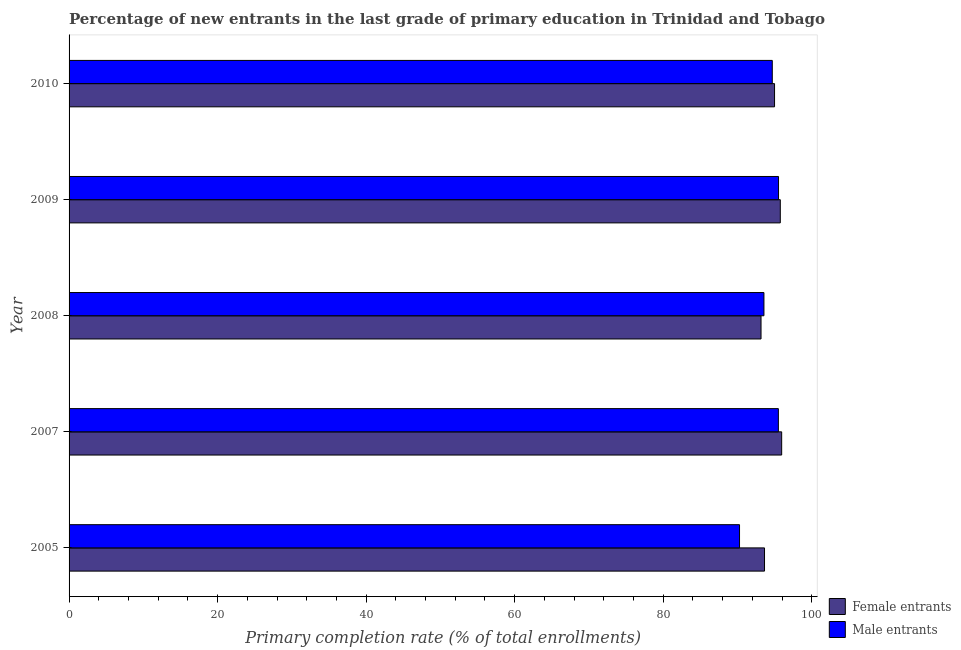 Percentage of new entrants in the last grade of primary education in Trinidad and Tobago
2010
2009
2008
2007
2005
Year
0
20
40
60
80
100
Primary completion rate (% of total enrollments)
Female entrants
Male entrants